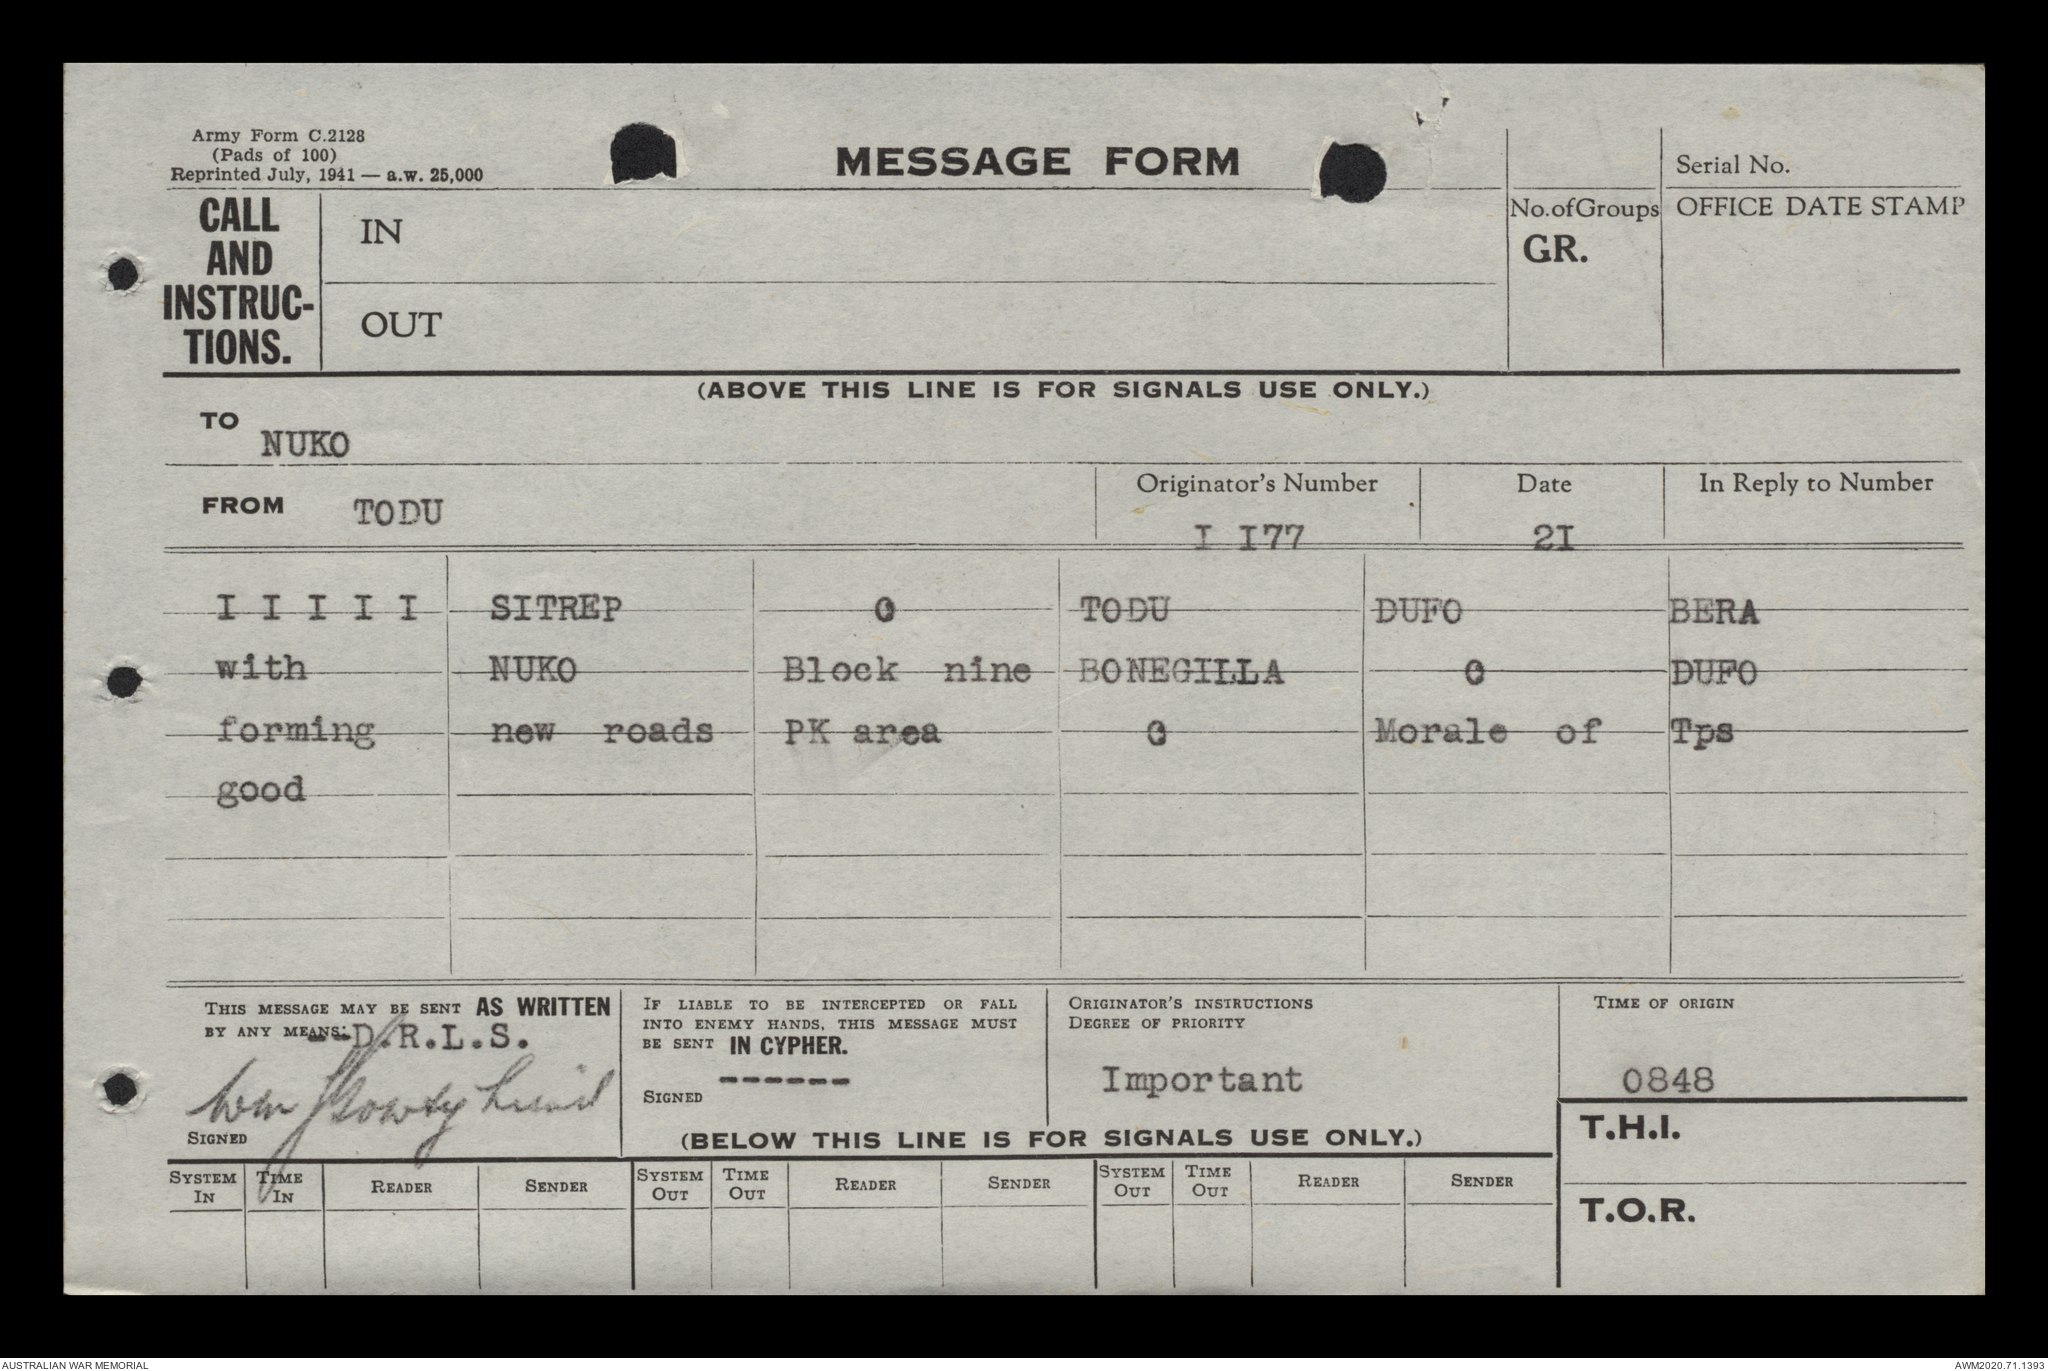 Army Form C.2128
(Pads of 100)
Reprinted July, 1941 — a.w. 25,000
MESSAGE FORM
Serial No.
CALL AND INSTRUC-TIONS.
IN
OUT
No.ofGroups
GR.
OFFICE DATE STAMP
(ABOVE THIS LINE IS FOR SIGNALS USE ONLY.)
TO NUKO
FROM TODU
Originator's Number
I I77
Date
2I
In Reply to Number
I I I I I SITREP O TODU DUFO BERA
with NUKO Block nine BONEGILLA O DUFO
forming new roads PK area O Morale of Tps
good
THIS MESSAGE MAY BE SENT AS WRITTEN
BY ANY MEANS: D.R.L.S.
SIGNED
IF LIABLE TO BE INTERCEPTED OR FALL
INTO ENEMY HANDS, THIS MESSAGE MUST
BE SENT IN CYPHER.
------
SIGNED
ORIGINATOR'S INSTRUCTIONS
DEGREE OF PRIORITY
Important
TIME OF ORIGIN
0848
(BELOW THIS LINE IS FOR SIGNALS USE ONLY.)
T.H.I.
T.O.R.
SYSTEM IN TIME IN READER SENDER SYSTEM OUT TIME OUT READER SENDER SYSTEM OUT TIME OUT READER SENDER
AUSTRALIAN WAR MEMORIAL
AWM2020.71.1393